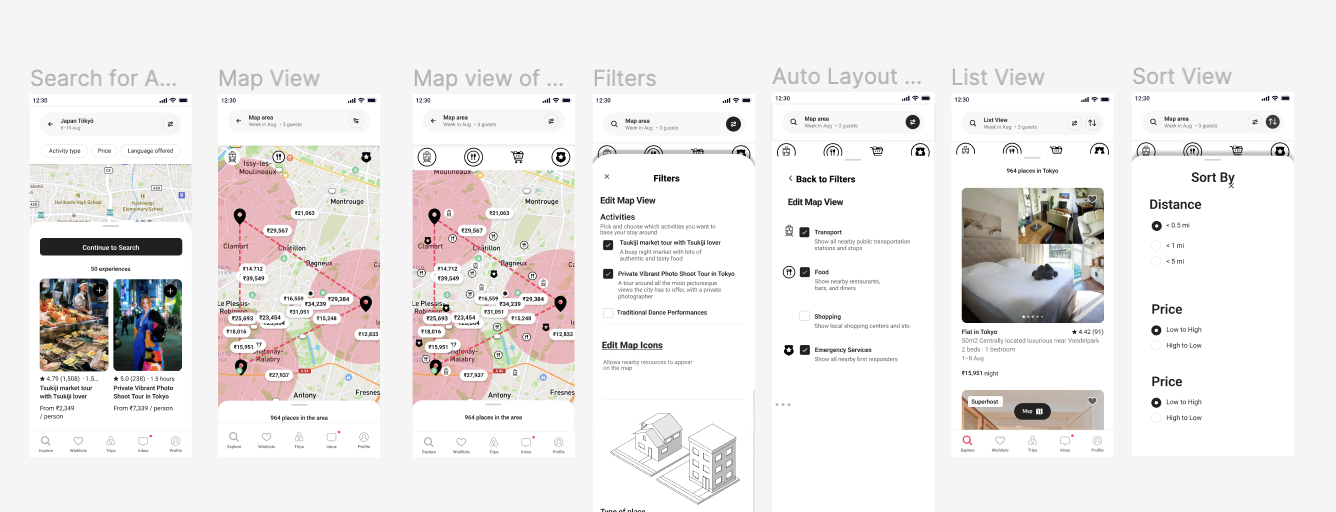 Search for A...
12:30
Japan Tōkyō
6–19 Aug
Activity type
Price
Language offered
Continue to Search
50 experiences
★ 4.79 (1,508) · 1.5...
Tsukiji market tour
with Tsukiji lover
From ₹2,349
/ person
★ 5.0 (238) · 1.5 hours
Private Vibrant Photo
Shoot Tour in Tokyo
From ₹7,339 / person
Explore
Wishlists
Trips
Inbox
Profile
Map View
12:30
Map area
Week in Aug · 3 guests
Issy-les-
Moulineaux
Montrouge
₹21,063
₹29,567
Clamart
Châtillon
Bagneux
₹14,712
₹39,549
Le Plessis-
Robinson
₹16,559
₹34,239
₹29,384
₹31,051
₹25,693
₹23,454
₹15,248
₹18,016
₹12,833
₹15,951
Chatenay-
Malabry
₹27,937
Antony
Fresnes
964 places in the area
Explore
Wishlists
Trips
Inbox
Profile
Map view of ...
12:30
Map area
Week in Aug · 3 guests
Moulineaux
Montrouge
₹21,063
₹29,567
Clamart
Châtillon
Bagneux
₹14,712
₹39,549
Le Plessis-
₹16,559
₹34,239
₹29,384
₹31,051
₹25,693
₹23,454
₹15,248
₹18,016
₹12,833
₹15,951
Malabry
₹27,937
Antony
Fresnes
964 places in the area
Explore
Wishlists
Trips
Inbox
Profile
Filters
12:30
Map area
Week in Aug · 3 guests
Filters
Edit Map View
Activities
Pick and choose which activities you want to
base your stay around
Tsukiji market tour with Tsukiji lover
A busy night market with lots of
authentic and tasty food
Private Vibrant Photo Shoot Tour in Tokyo
A tour around all the most picturesque
views the city has to offer, with a private
photographer
Traditional Dance Performances
Edit Map Icons
Allows nearby resources to appear
on the map
Type of place
Auto Layout ...
12:30
Map area
Week in Aug · 3 guests
Back to Filters
Edit Map View
Transport
Show all nearby public transportation
stations and stops
Food
Show nearby restaurants,
bars, and diners
Shopping
Show local shopping centers and sto
Emergency Services
Show all nearby first responders
List View
12:30
List View
Week in Aug · 3 guests
964 places in Tokyo
Flat in Tokyo
★ 4.42 (91)
50m2 Centrally located luxurious near Vondelpark
2 beds · 1 bedroom
1–8 Aug
₹15,951 night
Superhost
Map
Explore
Wishlists
Trips
Inbox
Profile
Sort View
12:30
Map area
Week in Aug · 3 guests
Sort By
Distance
< 0.5 mi
< 1 mi
< 5 mi
Price
Low to High
High to Low
Price
Low to High
High to Low